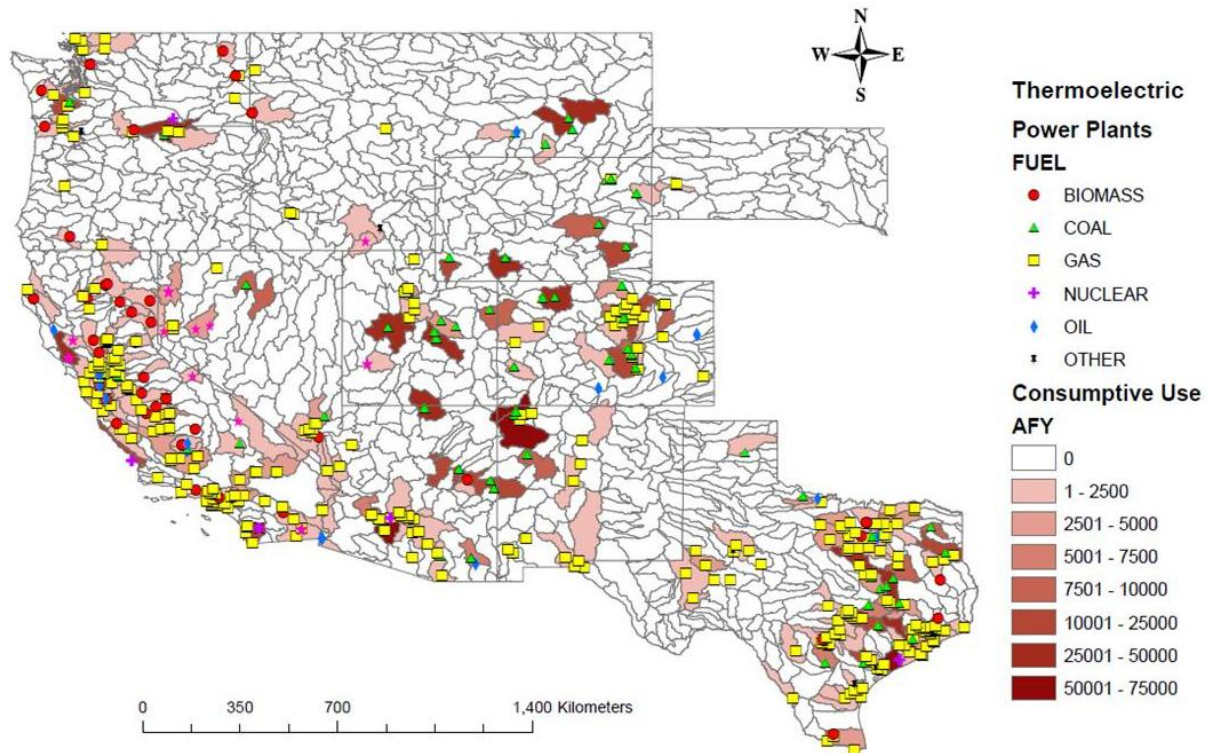 N
W E
S
Thermoelectric
Power Plants
FUEL
BIOMASS
COAL
GAS
NUCLEAR
OIL
OTHER
Consumptive Use
AFY
0
1 - 2500
2501 - 5000
5001 - 7500
7501 - 10000
10001 - 25000
25001 - 50000
50001 - 75000
0 350 700 1,400 Kilometers